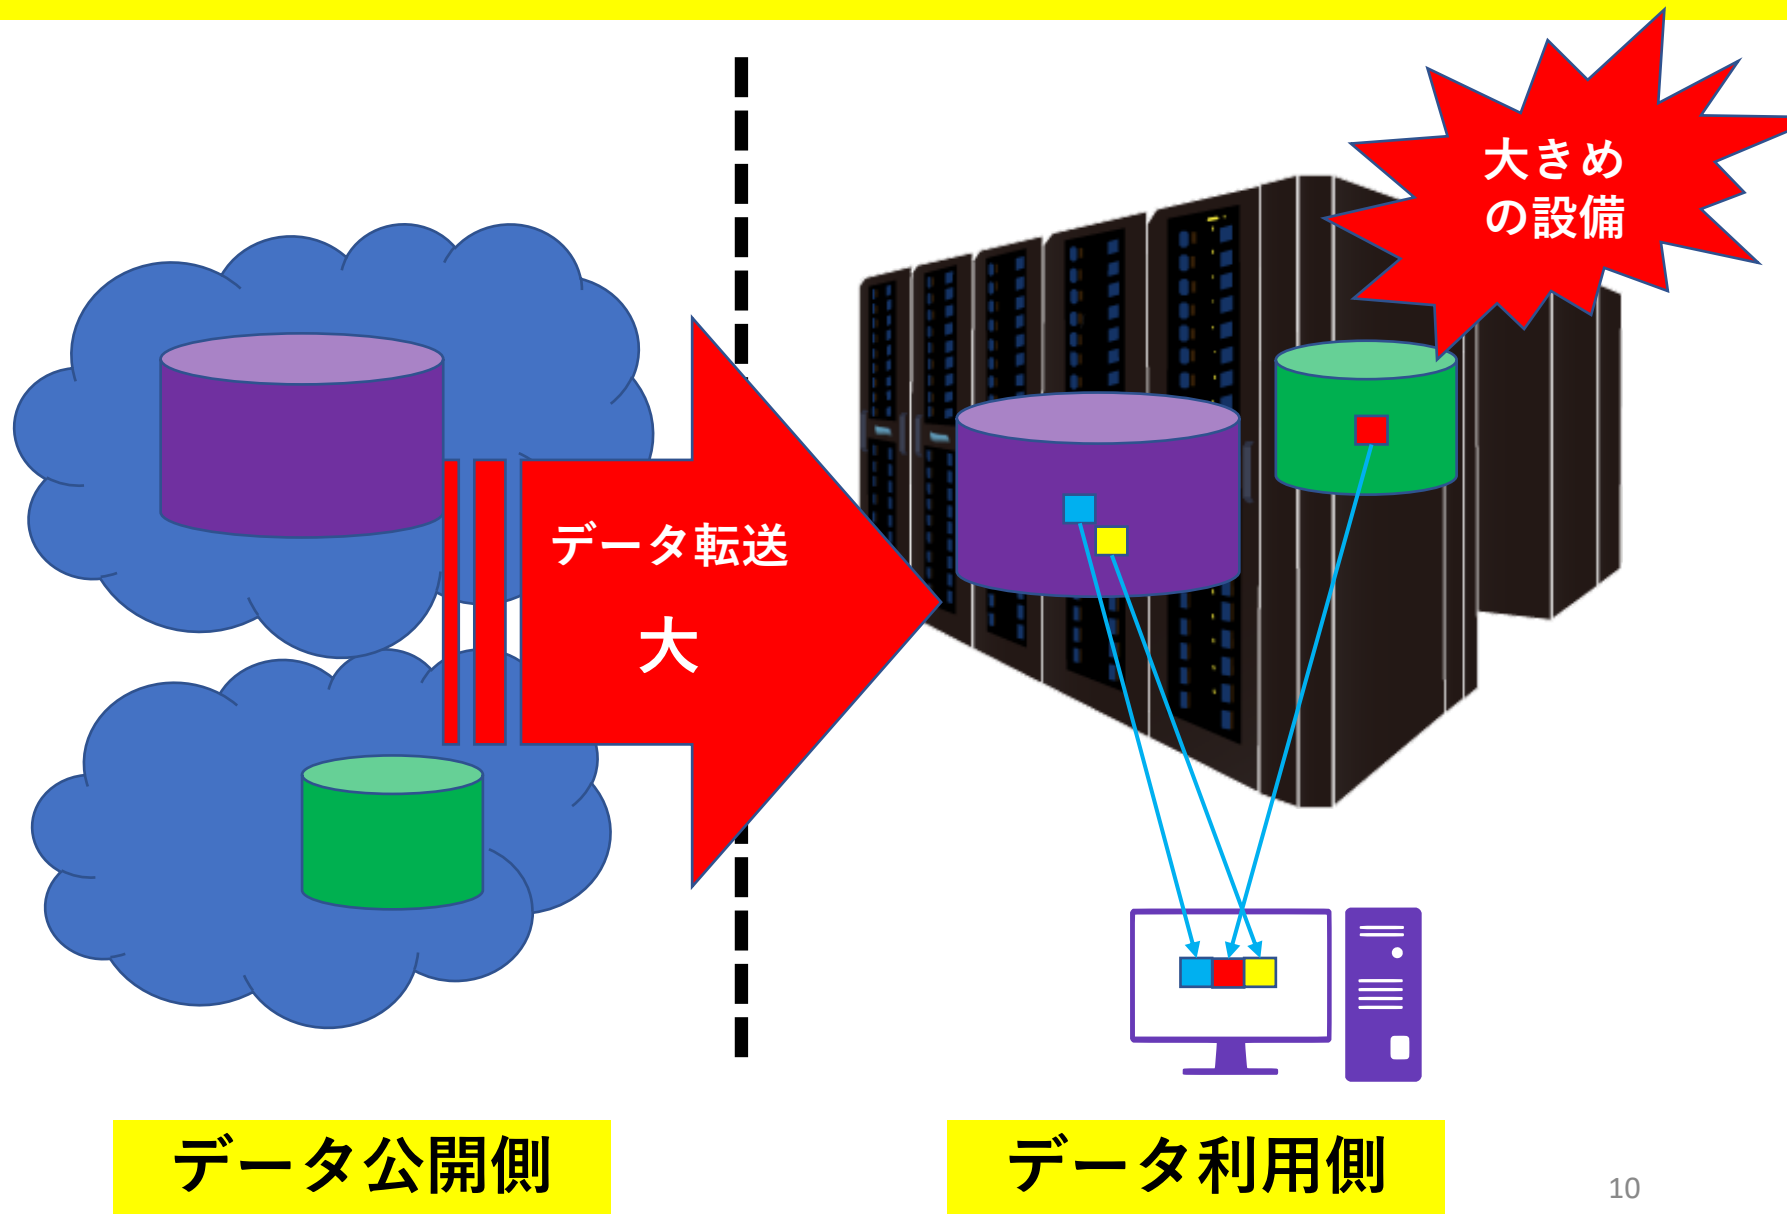 大きめ
の設備
データ転送
大
データ公開側
データ利用側
10